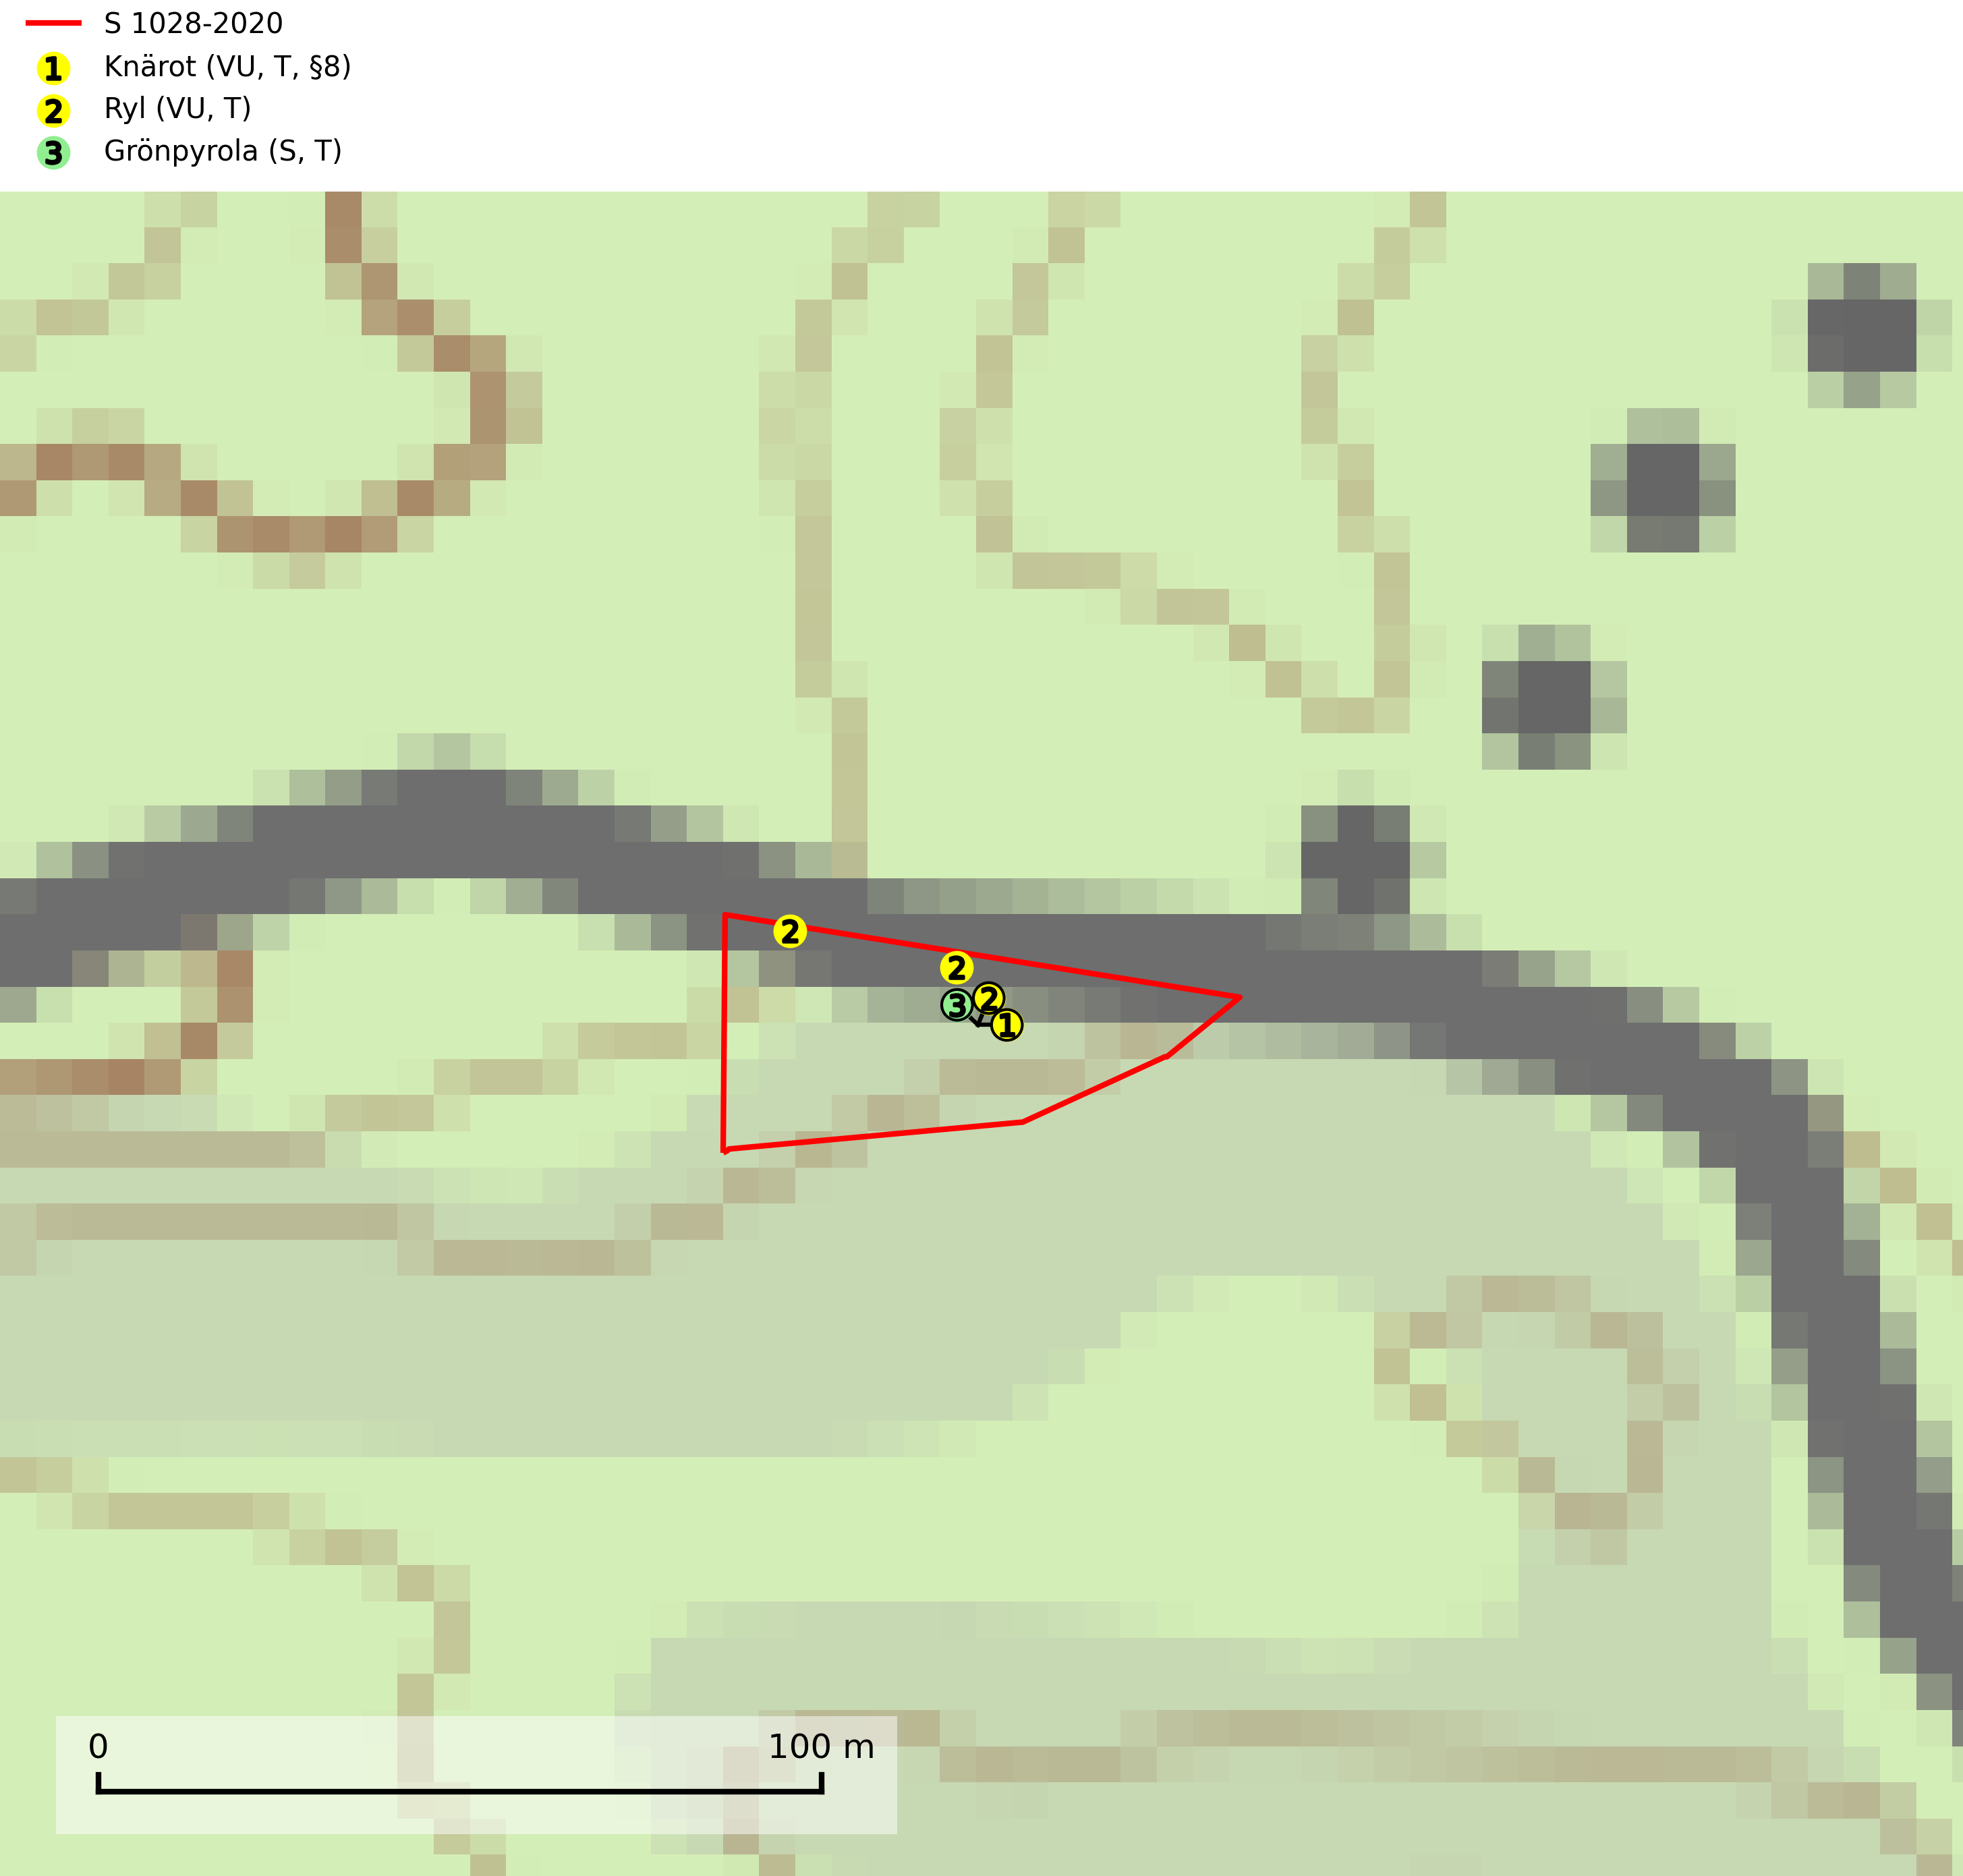 S 1028-2020
1 Knärot (VU, T, §8)
2 Ryl (VU, T)
3 Grönpyrola (S, T)
2
2
3 2
1
0 100 m